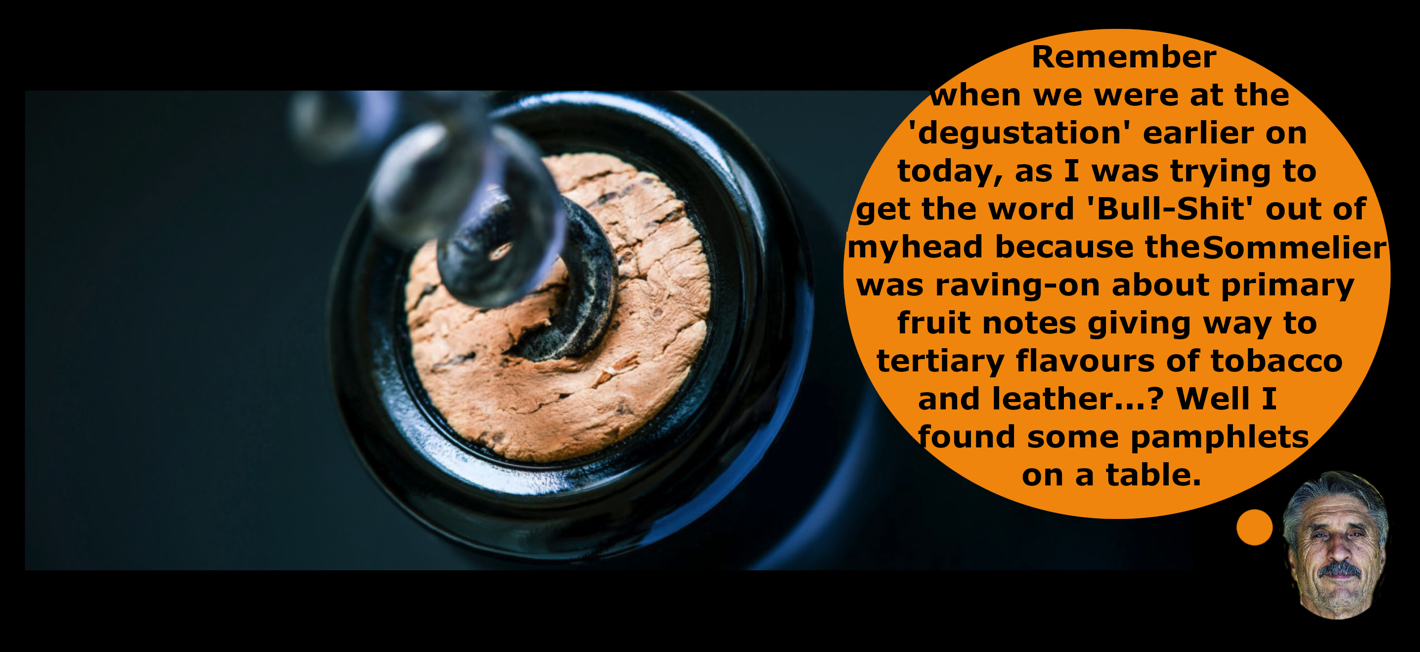 Remember
when we were at the
'degustation' earlier on
today, as I was trying to
get the word 'Bull-Shit' out of
myhead because theSommelier
was raving-on about primary
fruit notes giving way to
tertiary flavours of tobacco
and leather...? Well I
found some pamphlets
on a table.